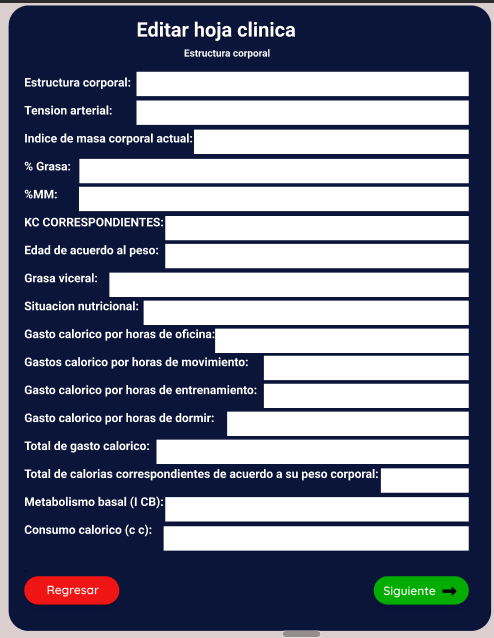 Editar hoja clinica
Estructura corporal
Estructura corporal:
Tension arterial:
Indice de masa corporal actual:
% Grasa:
%MM:
KC CORRESPONDIENTES:
Edad de acuerdo al peso:
Grasa viceral:
Situacion nutricional:
Gasto calorico por horas de oficina:
Gastos calorico por horas de movimiento:
Gasto calorico por horas de entrenamiento:
Gasto calorico por horas de dormir:
Total de gasto calorico:
Total de calorias correspondientes de acuerdo a su peso corporal:
Metabolismo basal (I CB):
Consumo calorico (c c):
Regresar
Siguiente